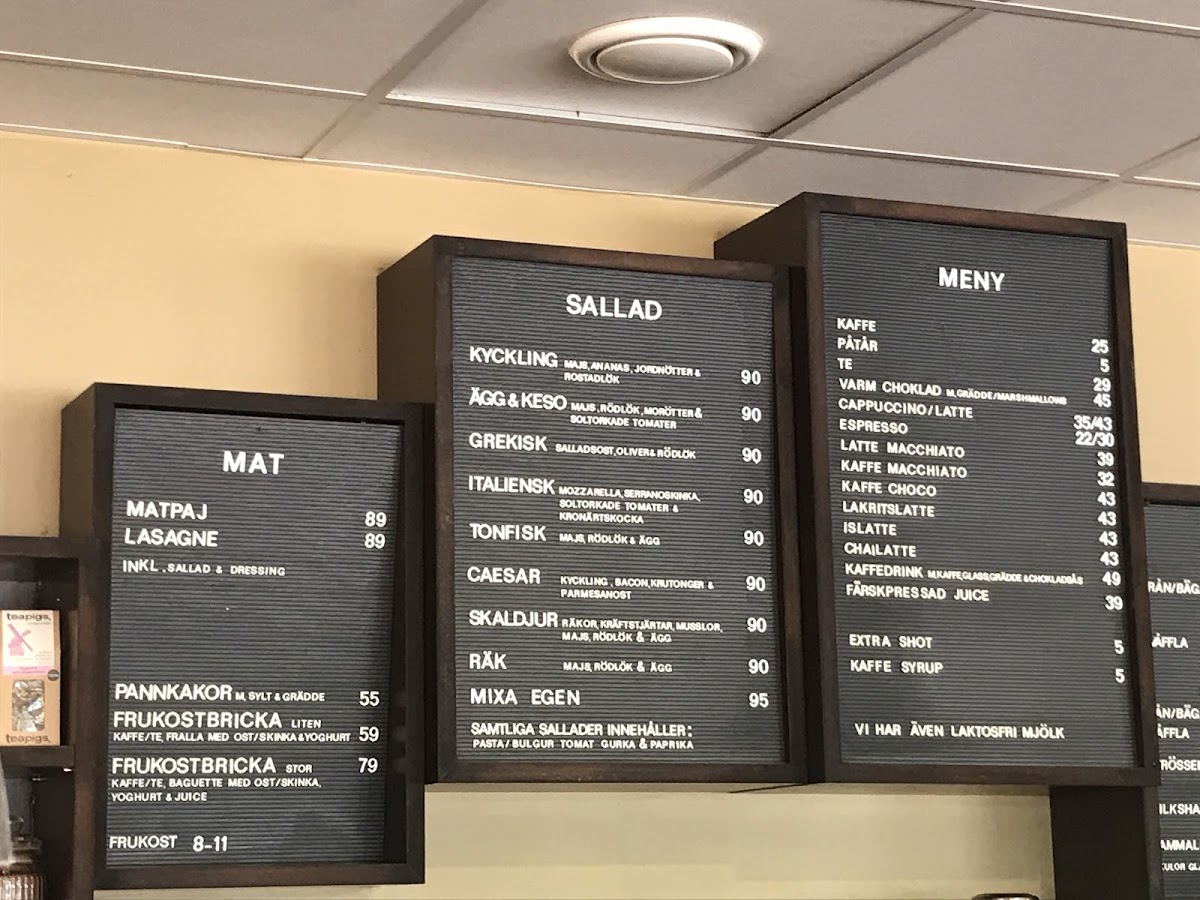 MAT
MATPAJ 89
LASAGNE 89
INKL. SALLAD & DRESSING
PANNKAKOR M, SYLT & GRÄDDE 55
FRUKOSTBRICKA LITEN
KAFFE/TE, FRALLA MED OST/SKINKA & YOGHURT 59
FRUKOSTBRICKA STOR 79
KAFFE/TE, BAGUETTE MED OST/SKINKA,
YOGHURT & JUICE
FRUKOST 8-11
SALLAD
KYCKLING MAJS, ANANAS, JORDNÖTTER &
ROSTADLÖK 90
ÄGG & KESO MAJS, RÖDLÖK, MORÖTTER &
SOLTORKADE TOMATER 90
GREKISK SALLADSOST, OLIVER & RÖDLÖK 90
ITALIENSK MOZZARELLA, SERRANOSKINKA,
SOLTORKADE TOMATER & 90
KRONÄRTSKOCKA
TONFISK MAJS, RÖDLÖK & ÄGG 90
CAESAR KYCKLING, BACON, KRUTONGER &
PARMESANOST 90
SKALDJUR RÄKOR, KRÄFTSTJÄRTAR, MUSSLOR,
MAJS, RÖDLÖK & ÄGG 90
RÄK MAJS, RÖDLÖK & ÄGG 90
MIXA EGEN 95
SAMTLIGA SALLADER INNEHÅLLER:
PASTA/BULGUR TOMAT GURKA & PAPRIKA
MENY
KAFFE 25
PÅTÅR 5
TE 29
VARM CHOKLAD M, GRÄDDE/MARSHMALLOWS 45
CAPPUCCINO/LATTE 35/43
ESPRESSO 22/30
LATTE MACCHIATO 39
KAFFE MACCHIATO 32
KAFFE CHOCO 43
LAKRITSLATTE 43
ISLATTE 43
CHAILATTE 43
KAFFEDRINK M,KAFFE,GLASS,GRÄDDE & CHOKLADSÅS 49
FÄRSKPRESSAD JUICE 39
EXTRA SHOT 5
KAFFE SYRUP 5
VI HAR ÄVEN LAKTOSFRI MJÖLK
teapigs.
teapigs.